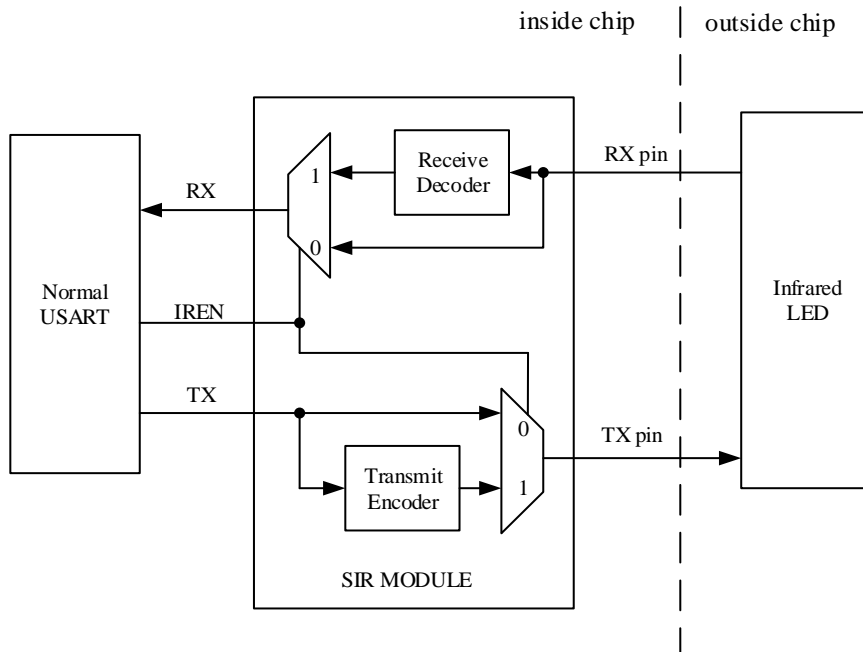 inside chip
outside chip
Normal
USART
RX
IREN
TX
1
0
Receive
Decoder
RX pin
0
1
Transmit
Encoder
TX pin
SIR MODULE
Infrared
LED